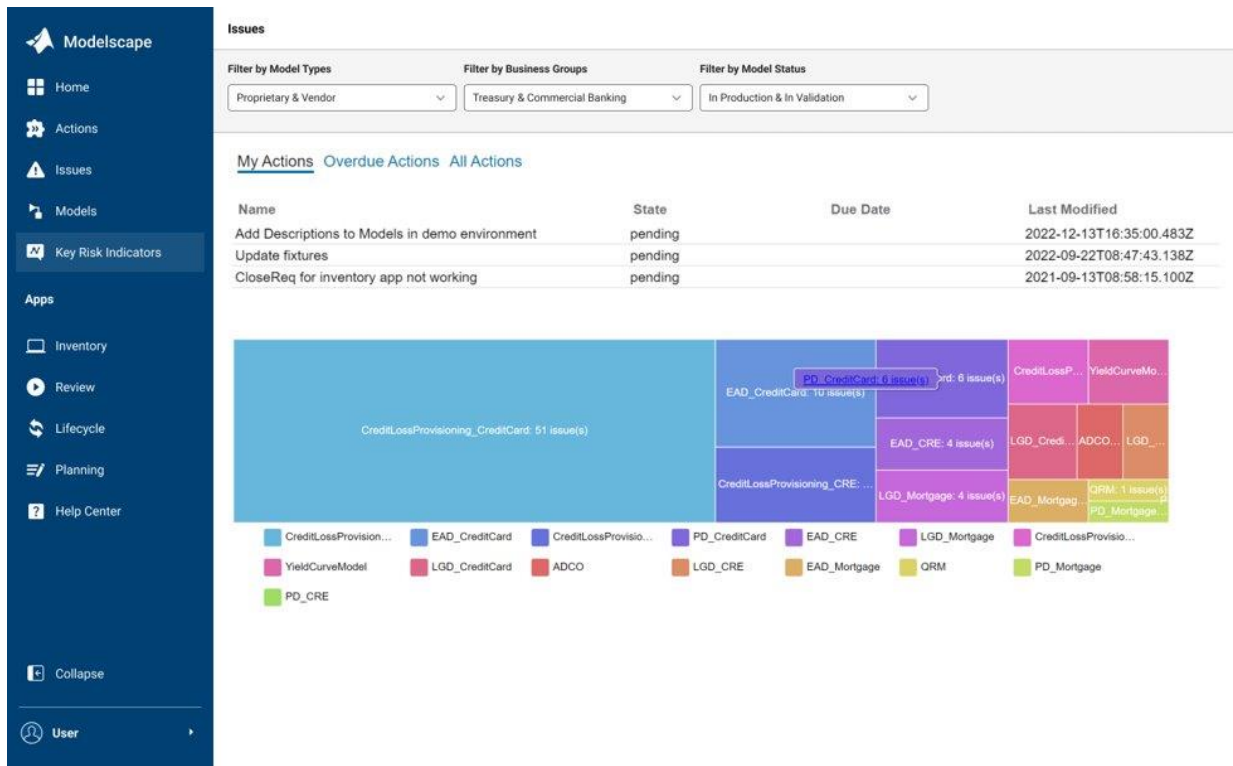 Modelscape
Home
Actions
Issues
Models
Key Risk Indicators
Apps
Inventory
Review
Lifecycle
Planning
Help Center
Collapse
User
Issues
Filter by Model Types Filter by Business Groups Filter by Model Status
Proprietary & Vendor Treasury & Commercial Banking In Production & In Validation
My Actions Overdue Actions All Actions
Name State Due Date Last Modified
Add Descriptions to Models in demo environment pending 2022-12-13T16:35:00.483Z
Update fixtures pending 2022-09-22T08:47:43.138Z
CloseReq for inventory app not working pending 2021-09-13T08:58:15.100Z
CreditLossProvisioning_CreditCard: 51 issue(s)
EAD_CreditCard: 10 issue(s)
CreditLossProvisioning_CRE: ...
PD_CreditCard: 6 issue(s)
ord: 6 issue(s)
EAD_CRE: 4 issue(s)
LGD_Mortgage: 4 issue(s)
CreditLossP... YieldCurveMo...
LGD_Credi... ADCO... LGD_...
EAD_Mortgag...
QRM: 1 issue(s)
PD_Mortgage...
CreditLossProvision... EAD_CreditCard CreditLossProvisio... PD_CreditCard EAD_CRE LGD_Mortgage CreditLossProvisio...
YieldCurveModel LGD_CreditCard ADCO LGD_CRE EAD_Mortgage QRM PD_Mortgage
PD_CRE